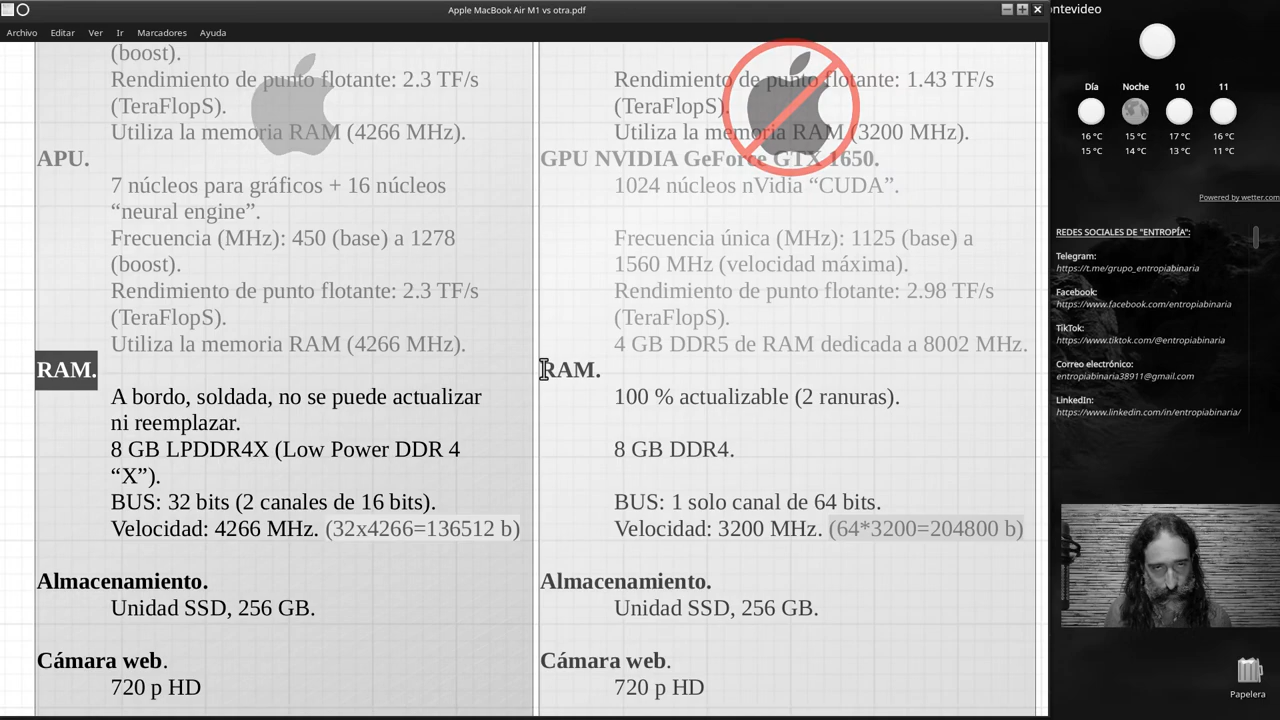 Apple MacBook Air M1 vs otra.pdf
Archivo Editar Ver Ir Marcadores Ayuda
(boost).
Rendimiento de punto flotante: 2.3 TF/s
(TeraFlopS).
Utiliza la memoria RAM (4266 MHz).
APU.
7 núcleos para gráficos + 16 núcleos
“neural engine”.
Frecuencia (MHz): 450 (base) a 1278
(boost).
Rendimiento de punto flotante: 2.3 TF/s
(TeraFlopS).
Utiliza la memoria RAM (4266 MHz).
RAM.
A bordo, soldada, no se puede actualizar
ni reemplazar.
8 GB LPDDR4X (Low Power DDR 4
“X”).
BUS: 32 bits (2 canales de 16 bits).
Velocidad: 4266 MHz. (32x4266=136512 b)
Almacenamiento.
Unidad SSD, 256 GB.
Cámara web.
720 p HD
Rendimiento de punto flotante: 1.43 TF/s
(TeraFlopS).
Utiliza la memoria RAM (3200 MHz).
GPU NVIDIA GeForce GTX 1650.
1024 núcleos nVidia “CUDA”.
Frecuencia única (MHz): 1125 (base) a
1560 MHz (velocidad máxima).
Rendimiento de punto flotante: 2.98 TF/s
(TeraFlopS).
4 GB DDR5 de RAM dedicada a 8002 MHz.
RAM.
100 % actualizable (2 ranuras).
8 GB DDR4.
BUS: 1 solo canal de 64 bits.
Velocidad: 3200 MHz. (64*3200=204800 b)
Almacenamiento.
Unidad SSD, 256 GB.
Cámara web.
720 p HD
ntevideo
Día Noche 10 11
16 °C 15 °C 17 °C 16 °C
15 °C 14 °C 13 °C 11 °C
Powered by wetter.com
REDES SOCIALES DE "ENTROPÍA":
Telegram:
https://t.me/grupo_entropiabinaria
Facebook:
https://www.facebook.com/entropiabinaria
TikTok:
https://www.tiktok.com/@entropiabinaria
Correo electrónico:
entropiabinaria38911@gmail.com
LinkedIn:
https://www.linkedin.com/in/entropiabinaria/
Papelera